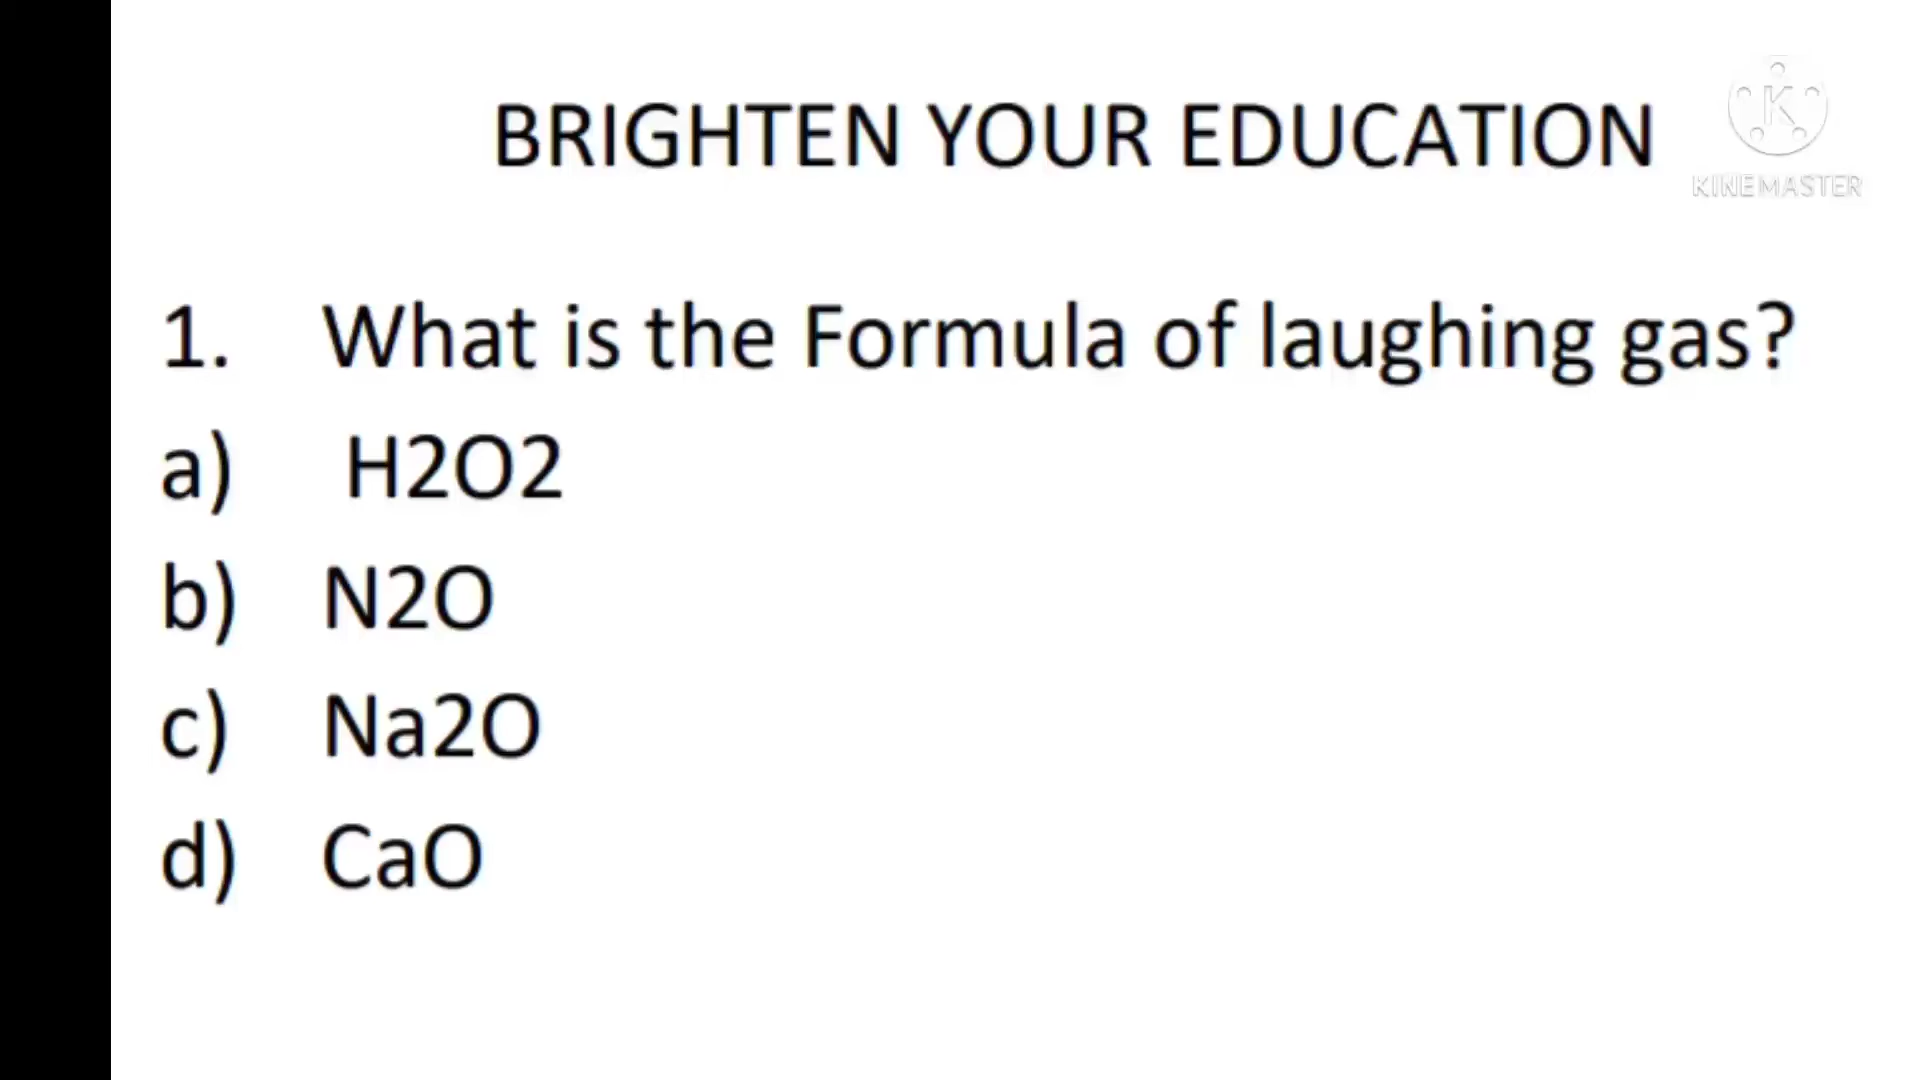 BRIGHTEN YOUR EDUCATION
K
KINEMASTER
1. What is the Formula of laughing gas?
a) H2O2
b) N2O
c) Na2O
d) CaO